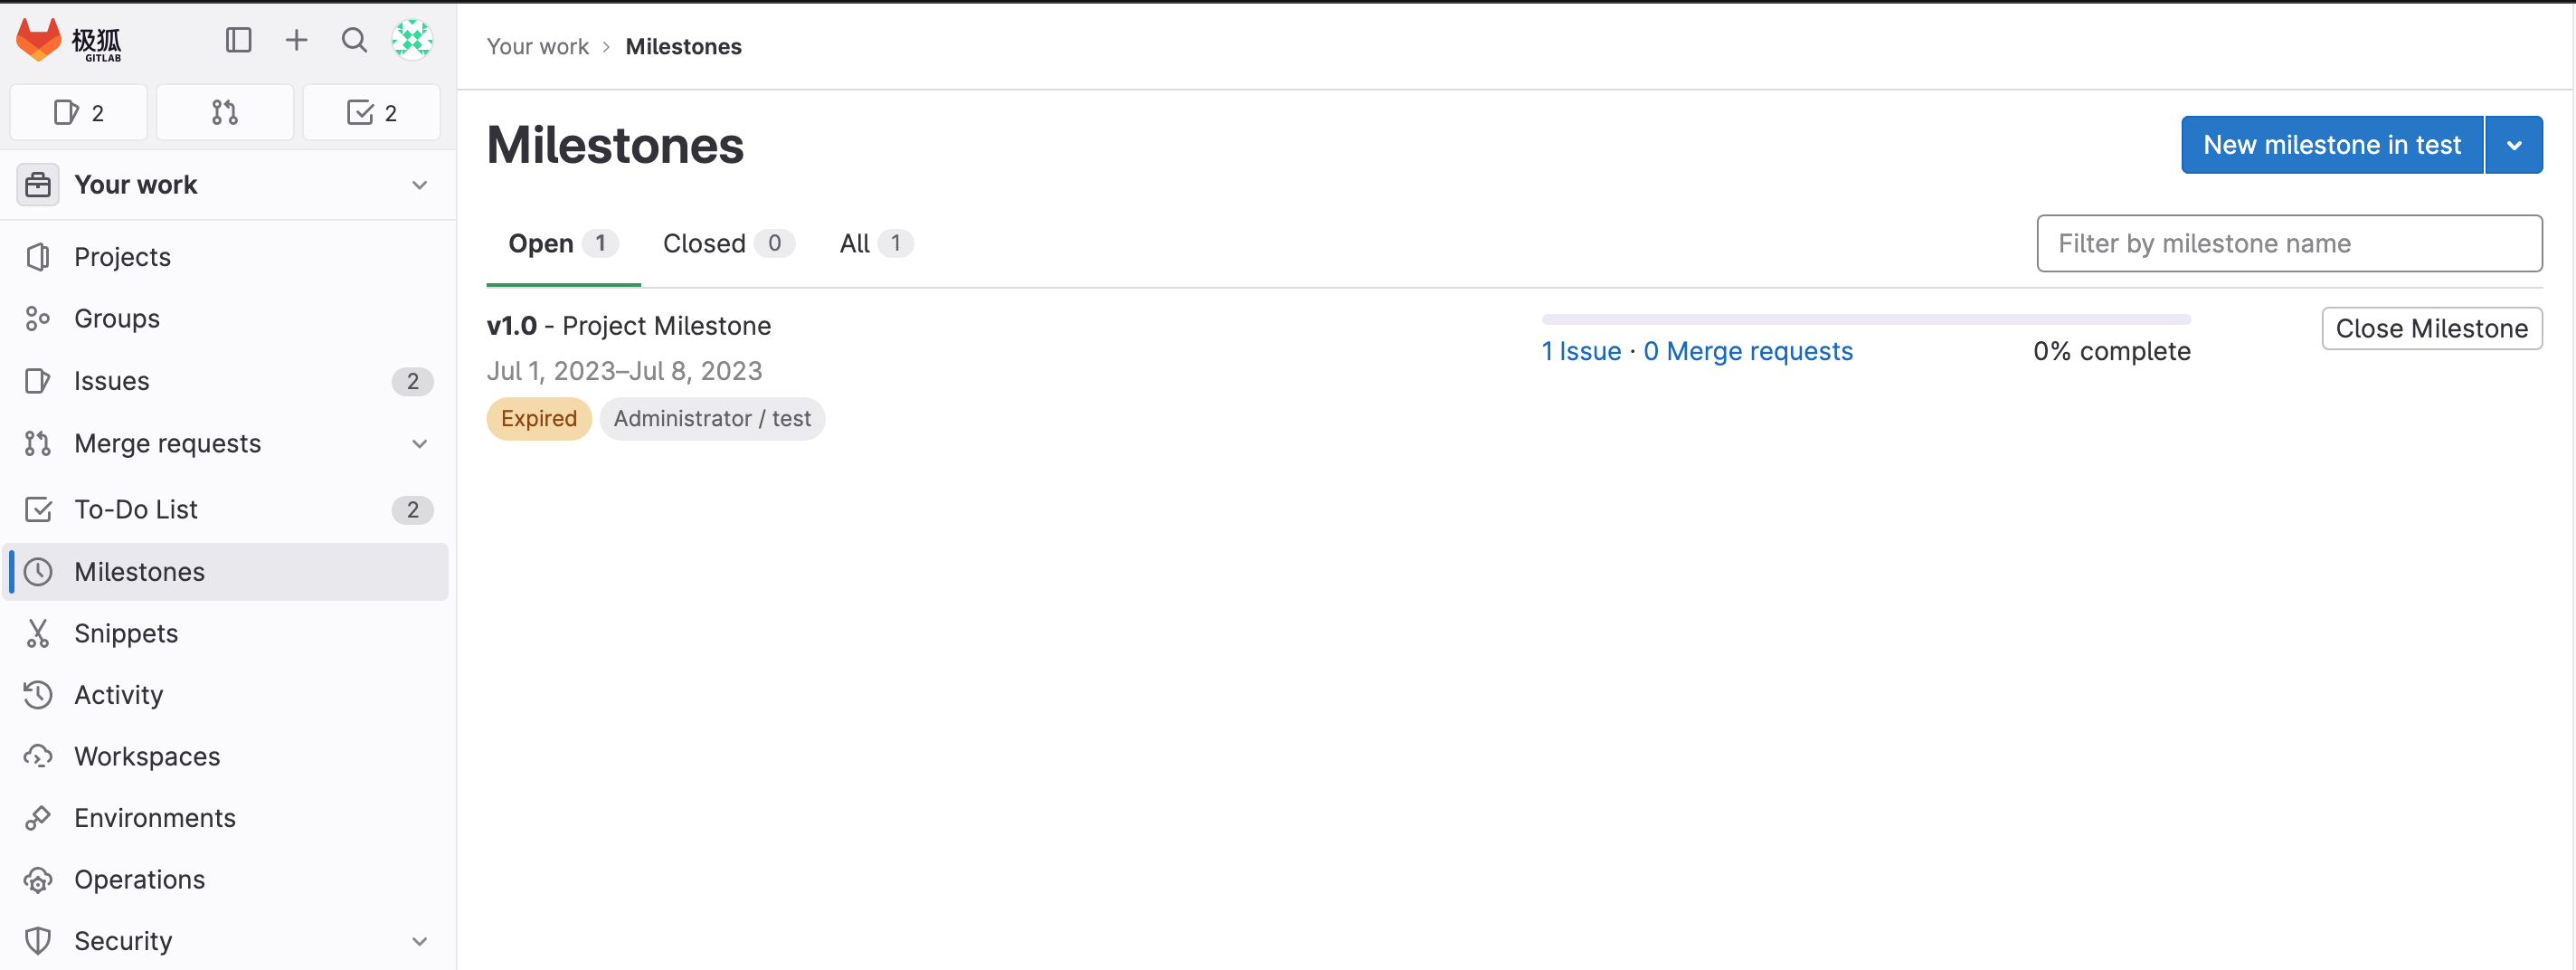 极狐
GITLAB
2
2
Your work
Projects
Groups
Issues 2
Merge requests
To-Do List 2
Milestones
Snippets
Activity
Workspaces
Environments
Operations
Security
Your work › Milestones
Milestones
New milestone in test
Open 1 Closed 0 All 1
Filter by milestone name
v1.0 - Project Milestone
Jul 1, 2023–Jul 8, 2023
Expired Administrator / test
1 Issue · 0 Merge requests 0% complete
Close Milestone